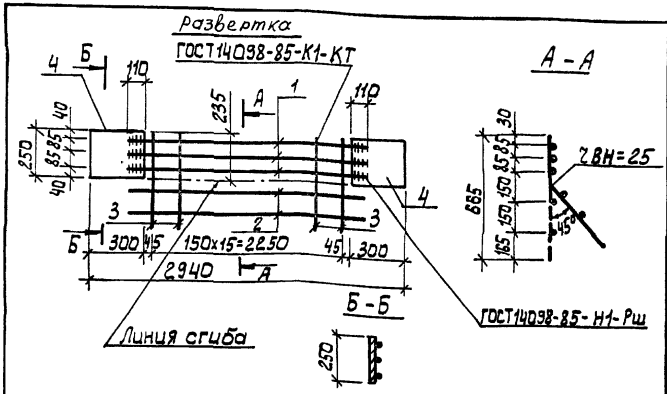 Развертка
ГОСТ14098-85-К1-КТ
А - А
Б
4
110
235
А
1
110
30
40
250
85
85
40
85
85
150
150
165
665
ҀВН=25
45°
4
3
2
3
Б
300
45
150х15=2250
45
300
2940
А
Б - Б
ГОСТ14098-85-Н1-РШ
Линия сгиба
250